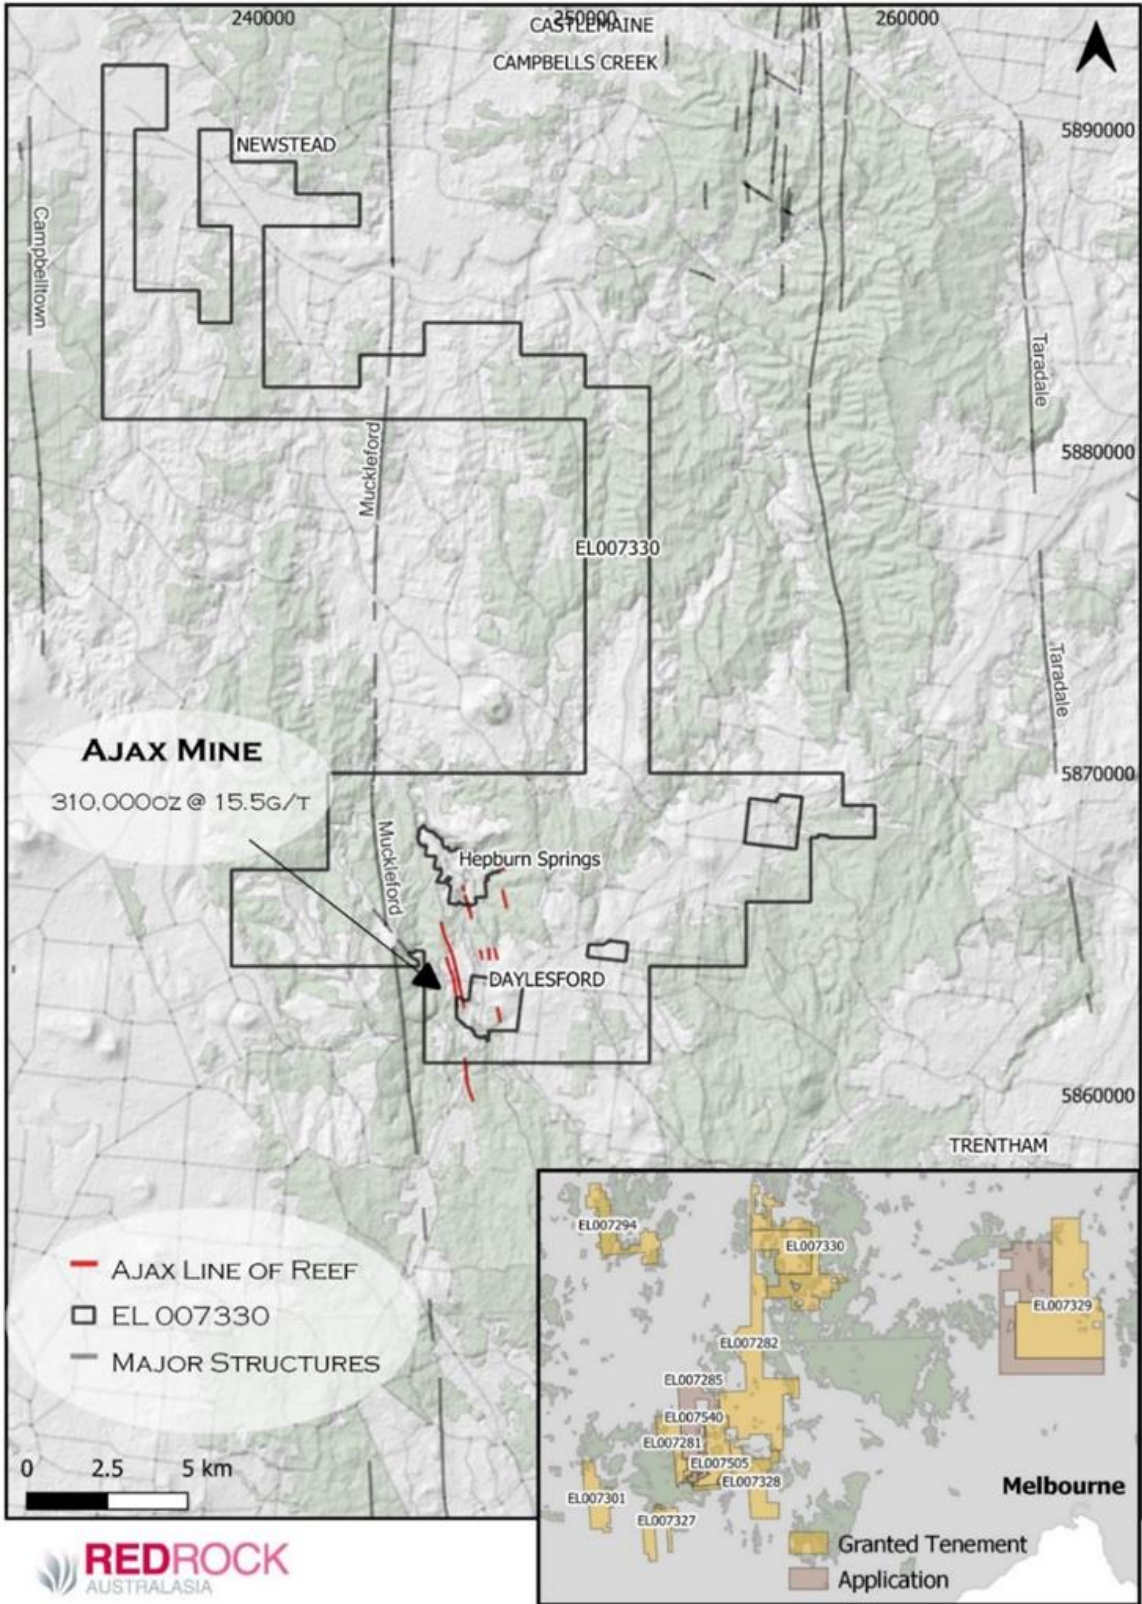 240000
250000
260000
CASTLEMAINE
CAMPBELLS CREEK
5890000
NEWSTEAD
Campbelltown
Taradale
Muckleford
5880000
EL007330
Taradale
AJAX MINE
310,000OZ @ 15.5G/T
5870000
Muckleford
Hepburn Springs
DAYLESFORD
5860000
TRENTHAM
AJAX LINE OF REEF
EL 007330
MAJOR STRUCTURES
0 2.5 5 km
EL007294
EL007330
EL007329
EL007282
EL007285
EL007540
EL007281
EL007505
EL007328
EL007301
EL007327
Melbourne
Granted Tenement
Application
REDROCK
AUSTRALASIA